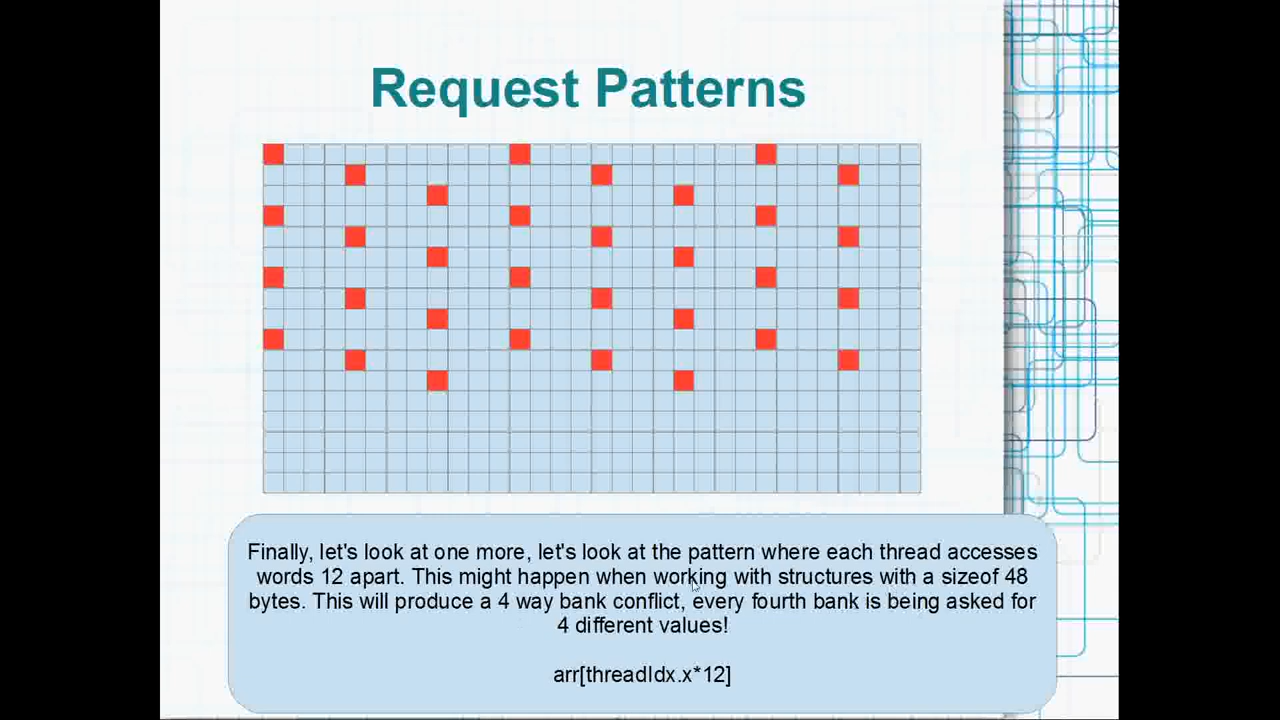 Request Patterns
Finally, let's look at one more, let's look at the pattern where each thread accesses
words 12 apart. This might happen when working with structures with a sizeof 48
bytes. This will produce a 4 way bank conflict, every fourth bank is being asked for
4 different values!
arr[threadIdx.x*12]